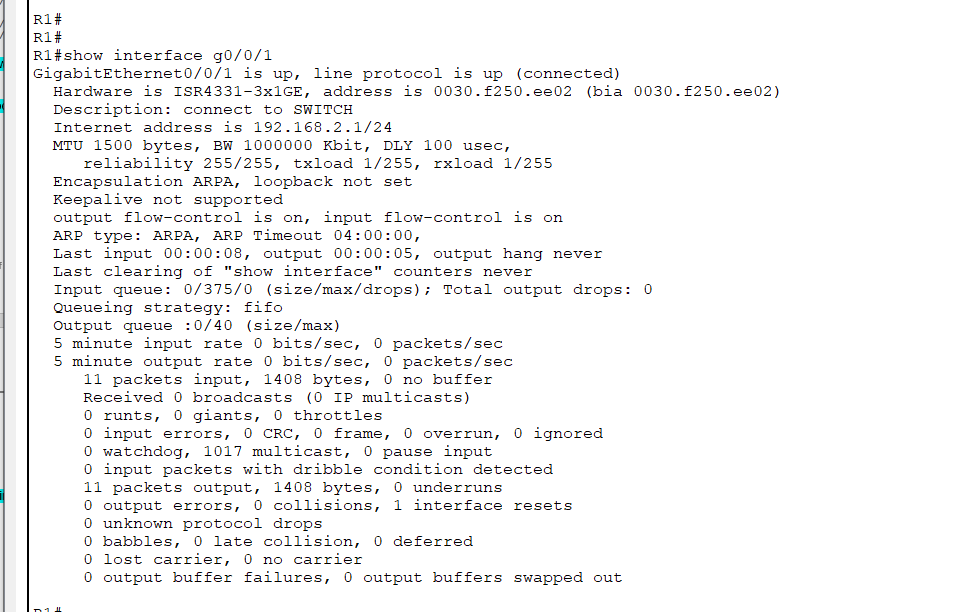 R1#
R1#
R1#show interface g0/0/1
GigabitEthernet0/0/1 is up, line protocol is up (connected)
  Hardware is ISR4331-3x1GE, address is 0030.f250.ee02 (bia 0030.f250.ee02)
  Description: connect to SWITCH
  Internet address is 192.168.2.1/24
  MTU 1500 bytes, BW 1000000 Kbit, DLY 100 usec,
     reliability 255/255, txload 1/255, rxload 1/255
  Encapsulation ARPA, loopback not set
  Keepalive not supported
  output flow-control is on, input flow-control is on
  ARP type: ARPA, ARP Timeout 04:00:00,
  Last input 00:00:08, output 00:00:05, output hang never
  Last clearing of "show interface" counters never
  Input queue: 0/375/0 (size/max/drops); Total output drops: 0
  Queueing strategy: fifo
  Output queue :0/40 (size/max)
  5 minute input rate 0 bits/sec, 0 packets/sec
  5 minute output rate 0 bits/sec, 0 packets/sec
     11 packets input, 1408 bytes, 0 no buffer
     Received 0 broadcasts (0 IP multicasts)
     0 runts, 0 giants, 0 throttles
     0 input errors, 0 CRC, 0 frame, 0 overrun, 0 ignored
     0 watchdog, 1017 multicast, 0 pause input
     0 input packets with dribble condition detected
     11 packets output, 1408 bytes, 0 underruns
     0 output errors, 0 collisions, 1 interface resets
     0 unknown protocol drops
     0 babbles, 0 late collision, 0 deferred
     0 lost carrier, 0 no carrier
     0 output buffer failures, 0 output buffers swapped out
R1#